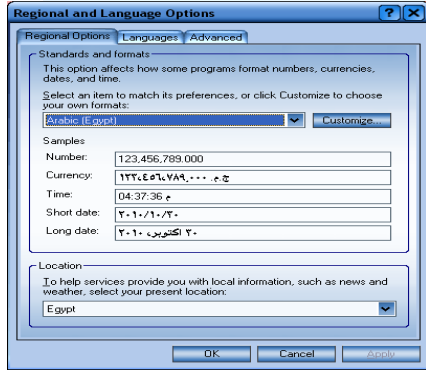 Regional and Language Options
Regional Options Languages Advanced
Standards and formats
This option affects how some programs format numbers, currencies,
dates, and time.
Select an item to match its preferences, or click Customize to choose
your own formats:
Arabic (Egypt)
Customize...
Samples
Number: 123,456,789.000
Currency: ج.م. ١٢٣،٤٥٦،٧٨٩.٠٠٠
Time: 04:37:36 م
Short date: ٢٠١٠/١٠/٣٠
Long date: ٣٠ اكتوبر، ٢٠١٠
Location
To help services provide you with local information, such as news and
weather, select your present location:
Egypt
OK Cancel Apply